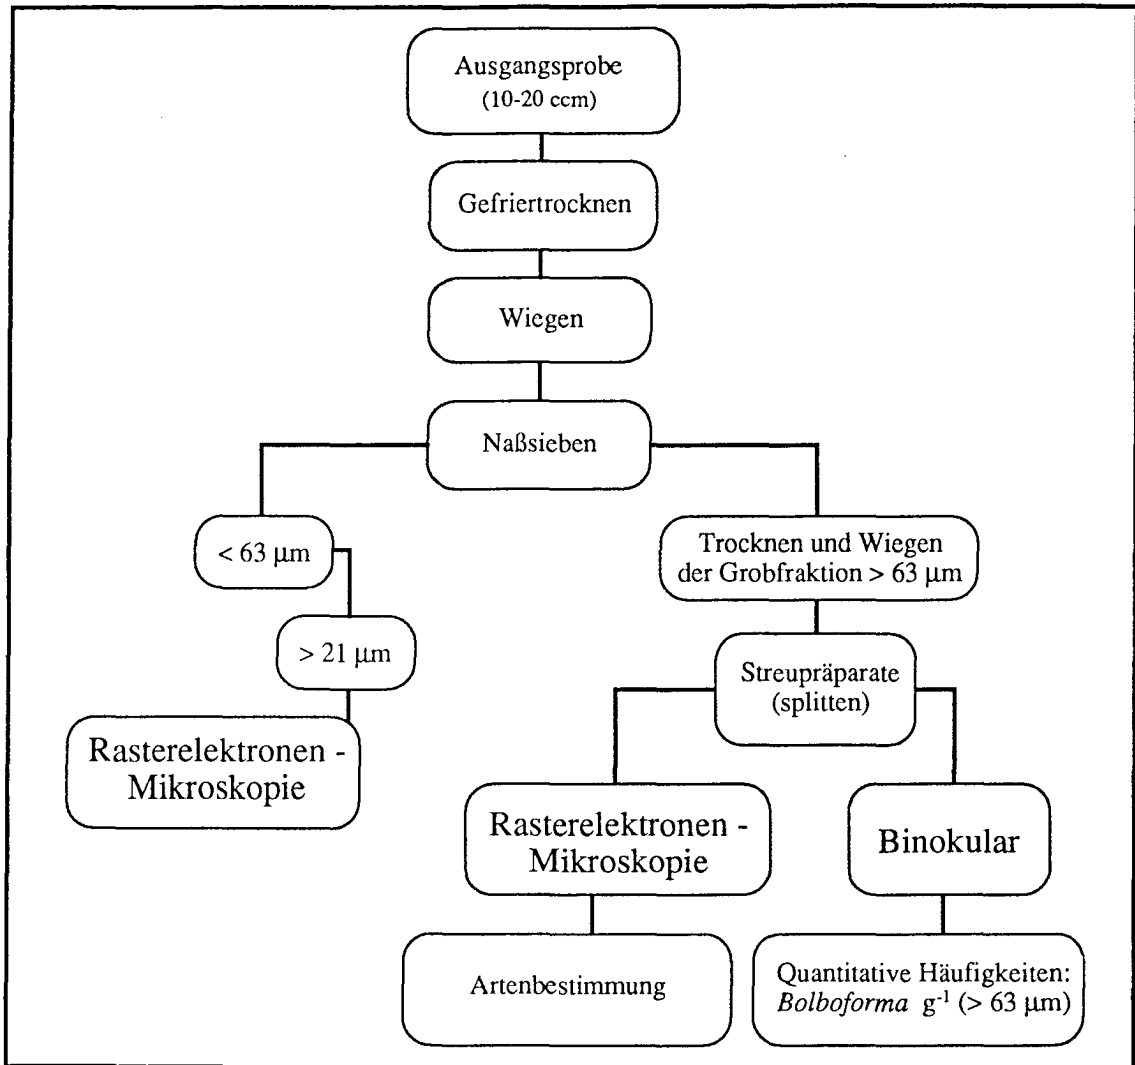 Ausgangsprobe
(10-20 ccm)
Gefriertrocknen
Wiegen
Naßsieben
< 63 µm
> 21 µm
Rasterelektronen -
Mikroskopie
Trocknen und Wiegen
der Grobfraktion > 63 µm
Streupräparate
(splitten)
Rasterelektronen -
Mikroskopie
Artenbestimmung
Binokular
Quantitative Häufigkeiten:
Bolboforma g⁻¹ (> 63 µm)